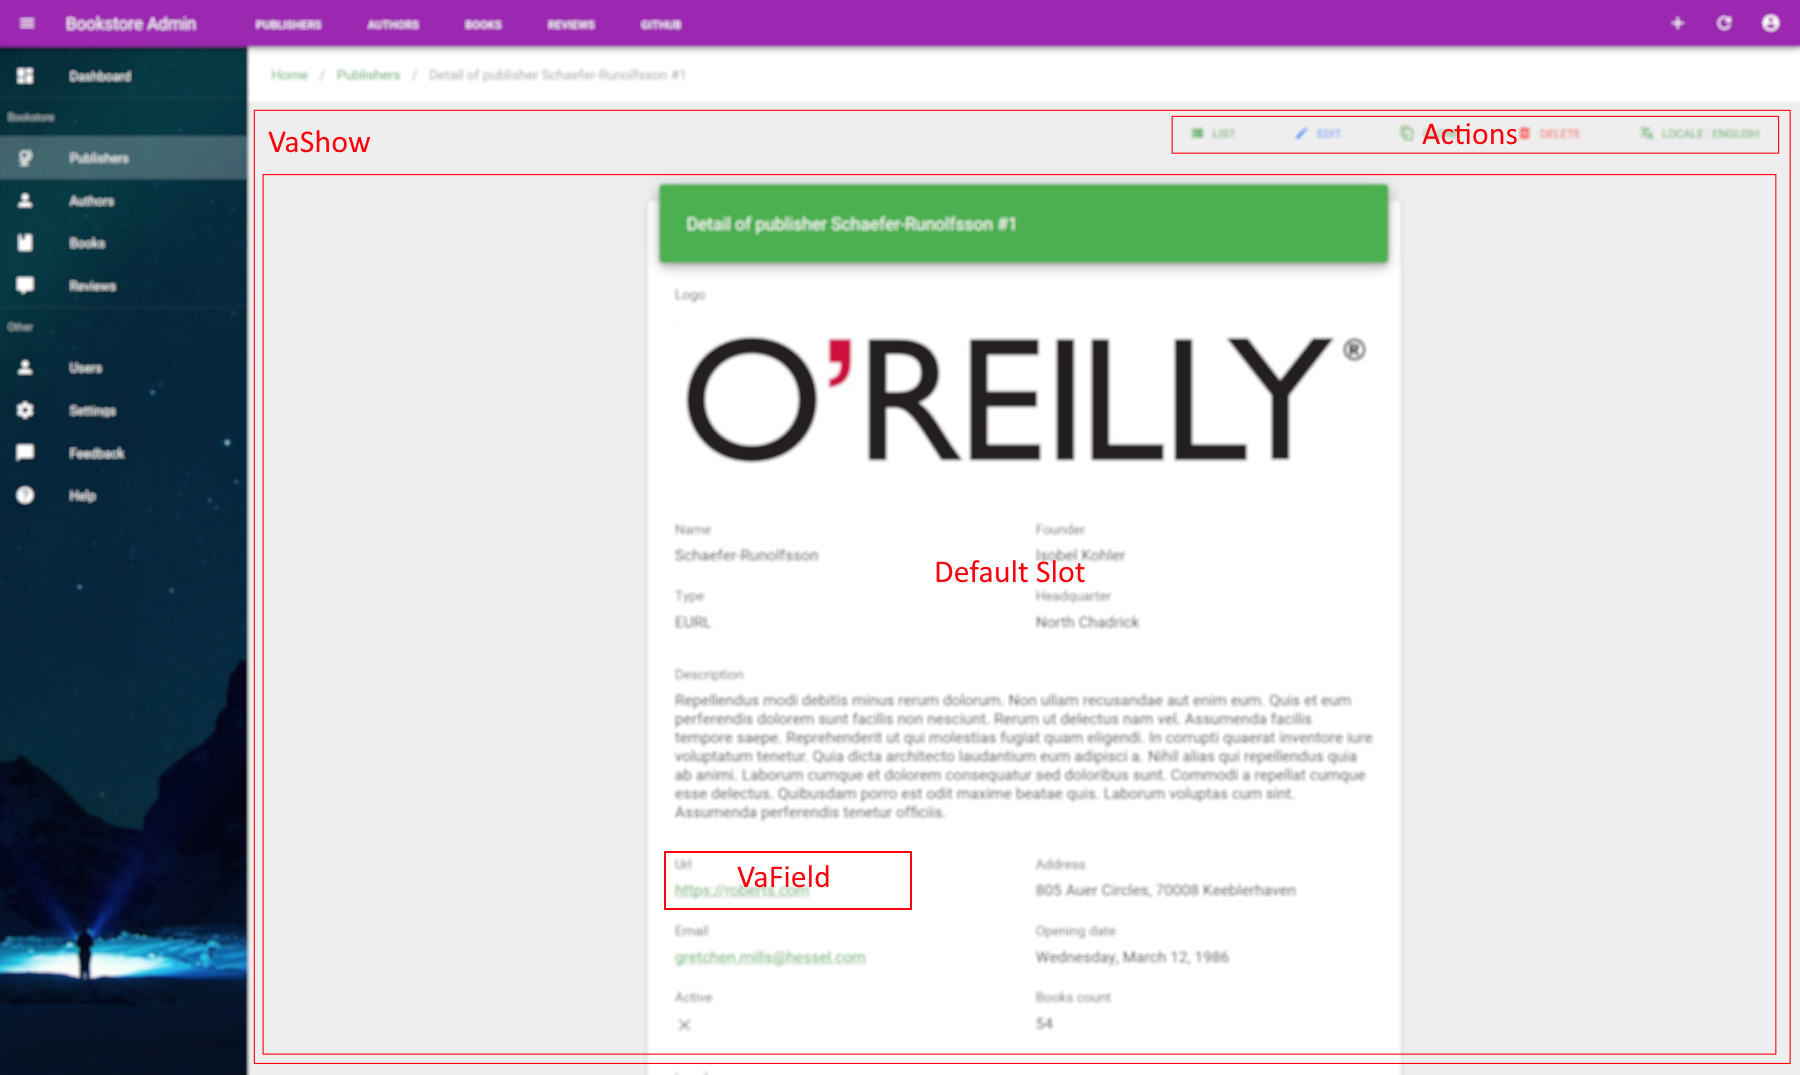 Bookstore Admin
PUBLISHERS
AUTHORS
BOOKS
REVIEWS
GITHUB
Dashboard
Bookstore
Publishers
Authors
Books
Reviews
Other
Users
Settings
Feedback
Help
Home / Publishers / Detail of publisher Schaefer-Runolfsson #1
VaShow
LIST
EDIT
Actions
DELETE
LOCALE : ENGLISH
Detail of publisher Schaefer-Runolfsson #1
Logo
O'REILLY®
Name
Schaefer-Runolfsson
Founder
Isobel Kohler
Default Slot
Type
EURL
Headquarter
North Chadrick
Description
Repellendus modi debitis minus rerum dolorum. Non ullam recusandae aut enim eum. Quis et eum
perferendis dolorem sunt facilis non nesciunt. Rerum ut delectus nam vel. Assumenda facilis
tempore saepe. Reprehenderit ut qui molestias fugiat quam eligendi. In corrupti quaerat inventore iure
voluptatum tenetur. Quia dicta architecto laudantium eum adipisci a. Nihil alias qui repellendus quia
ab animi. Laborum cumque et dolorem consequatur sed doloribus sunt. Commodi a repellat cumque
esse delectus. Quibusdam porro est odit maxime beatae quis. Laborum voluptas cum sint.
Assumenda perferendis tenetur officiis.
Url
VaField
https://roberts.com
Address
805 Auer Circles, 70008 Keeblerhaven
Email
gretchen.mills@hessel.com
Opening date
Wednesday, March 12, 1986
Active
Books count
54